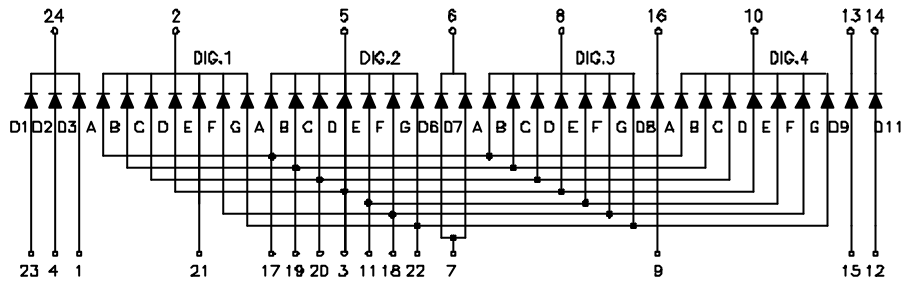 24 2 5 6 8 16 10 13 14
DIG.1 DIG.2 DIG.3 DIG.4
D1 D2 D3 A B C D E F G A B C D E F G D6 D7 A B C D E F G D8 A B C D E F G D9 D11
23 4 1 21 17 19 20 3 11 18 22 7 9 15 12